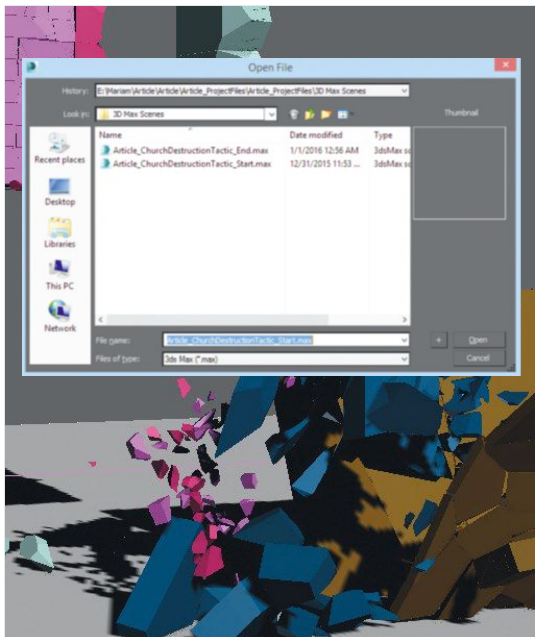 Open File
History: E:\Mariam\Article\Article\Article_ProjectFiles\Article_ProjectFiles\3D Max Scenes
Look in: 3D Max Scenes
Thumbnail
Name Date modified Type
Article_ChurchDestructionTactic_End.max 1/1/2016 12:56 AM 3dsMax sc
Article_ChurchDestructionTactic_Start.max 12/31/2015 11:53 ... 3dsMax sc
Recent places
Desktop
Libraries
This PC
Network
File name: Article_ChurchDestructionTactic_Start.max + Open
Files of type: 3ds Max (*.max) Cancel